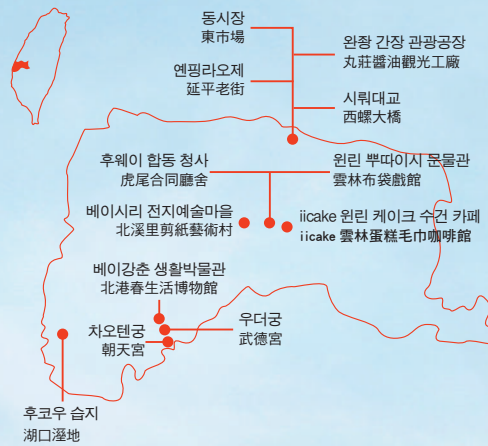 동시장
東市場
완좡 간장 관광공장
丸莊醬油觀光工廠
옌핑라오제
延平老街
시뤄대교
西螺大橋
후웨이 합동 청사
虎尾合同廳舍
윈린 뿌따이시 문물관
雲林布袋戲館
베이시리 전지예술마을
北溪里剪紙藝術村
iicake 윈린 케이크 수건 카페
iicake 雲林蛋糕毛巾咖啡館
베이강춘 생활박물관
北港春生活博物館
우더궁
武德宮
차오텐궁
朝天宮
후코우 습지
湖口溼地